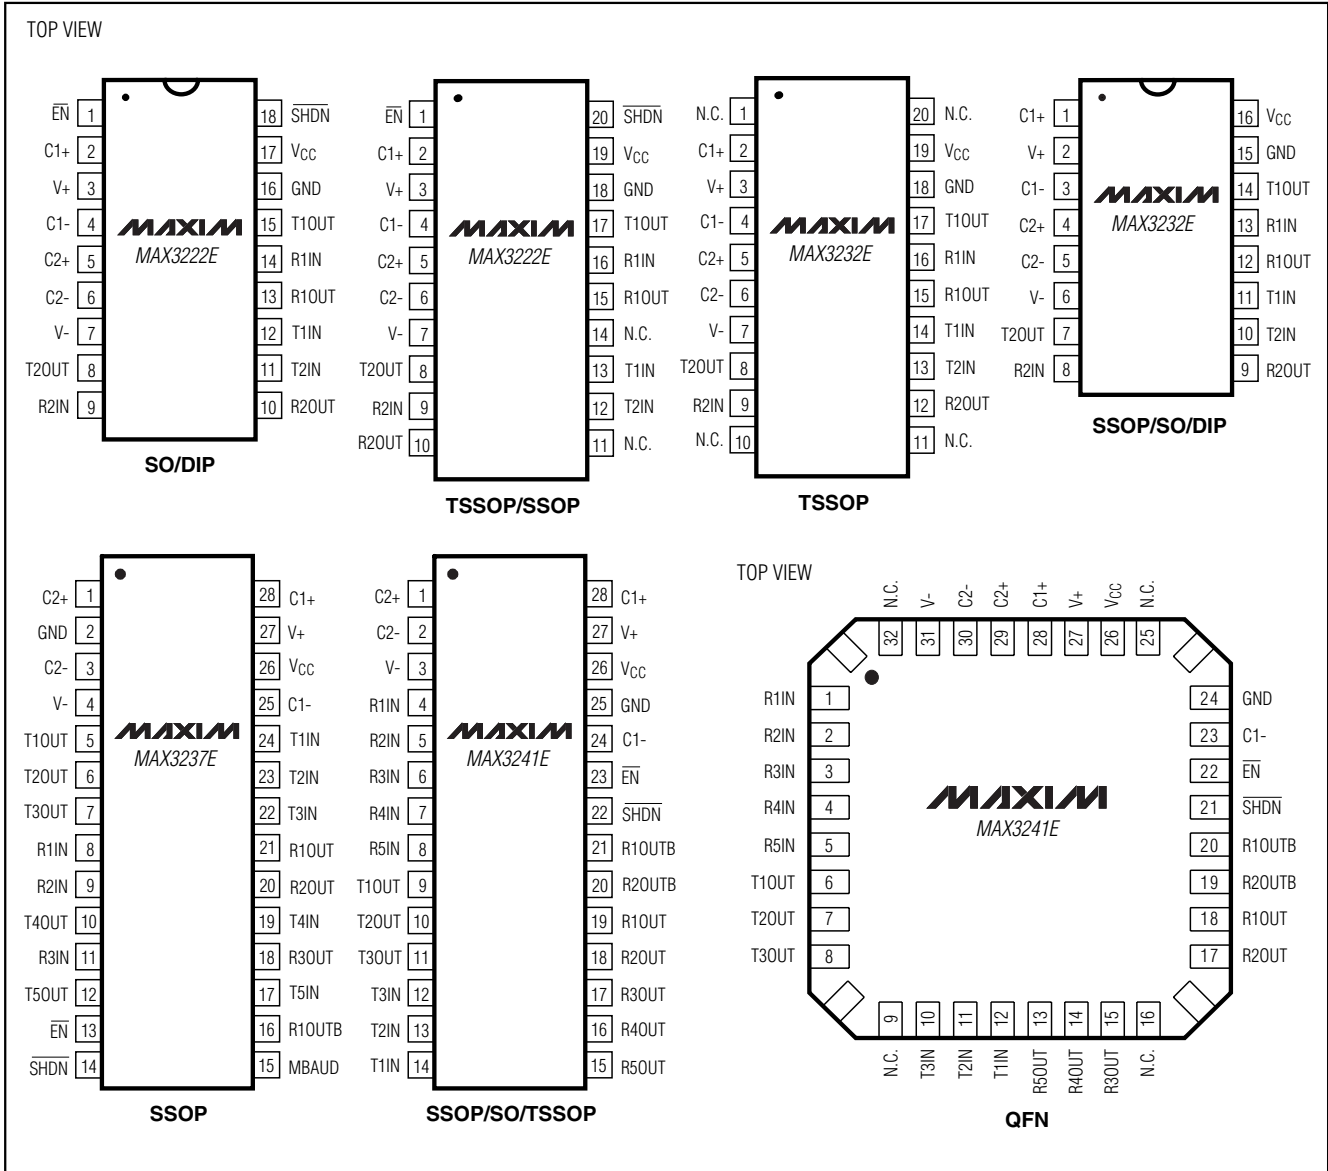 TOP VIEW
EN 1
C1+ 2
V+ 3
C1- 4
C2+ 5
C2- 6
V- 7
T2OUT 8
R2IN 9
MAXIM
MAX3222E
18 SHDN
17 VCC
16 GND
15 T1OUT
14 R1IN
13 R1OUT
12 T1IN
11 T2IN
10 R2OUT
SO/DIP
EN 1
C1+ 2
V+ 3
C1- 4
C2+ 5
C2- 6
V- 7
T2OUT 8
R2IN 9
R2OUT 10
MAXIM
MAX3222E
20 SHDN
19 VCC
18 GND
17 T1OUT
16 R1IN
15 R1OUT
14 N.C.
13 T1IN
12 T2IN
11 N.C.
TSSOP/SSOP
N.C. 1
C1+ 2
V+ 3
C1- 4
C2+ 5
C2- 6
V- 7
T2OUT 8
R2IN 9
N.C. 10
MAXIM
MAX3232E
20 N.C.
19 VCC
18 GND
17 T1OUT
16 R1IN
15 R1OUT
14 T1IN
13 T2IN
12 R2OUT
11 N.C.
TSSOP
C1+ 1
V+ 2
C1- 3
C2+ 4
C2- 5
V- 6
T2OUT 7
R2IN 8
MAXIM
MAX3232E
16 VCC
15 GND
14 T1OUT
13 R1IN
12 R1OUT
11 T1IN
10 T2IN
9 R2OUT
SSOP/SO/DIP
C2+ 1
GND 2
C2- 3
V- 4
T1OUT 5
T2OUT 6
T3OUT 7
R1IN 8
R2IN 9
T4OUT 10
R3IN 11
T5OUT 12
EN 13
SHDN 14
MAXIM
MAX3237E
28 C1+
27 V+
26 VCC
25 C1-
24 T1IN
23 T2IN
22 T3IN
21 R1OUT
20 R2OUT
19 T4IN
18 R3OUT
17 T5IN
16 R1OUTB
15 MBAUD
SSOP
C2+ 1
C2- 2
V- 3
R1IN 4
R2IN 5
R3IN 6
R4IN 7
R5IN 8
T1OUT 9
T2OUT 10
T3OUT 11
T3IN 12
T2IN 13
T1IN 14
MAXIM
MAX3241E
28 C1+
27 V+
26 VCC
25 GND
24 C1-
23 EN
22 SHDN
21 R1OUTB
20 R2OUTB
19 R1OUT
18 R2OUT
17 R3OUT
16 R4OUT
15 R5OUT
SSOP/SO/TSSOP
TOP VIEW
N.C. 32
V- 31
C2- 30
C2+ 29
C1+ 28
V+ 27
VCC 26
N.C. 25
R1IN 1
R2IN 2
R3IN 3
R4IN 4
R5IN 5
T1OUT 6
T2OUT 7
T3OUT 8
MAXIM
MAX3241E
24 GND
23 C1-
22 EN
21 SHDN
20 R1OUTB
19 R2OUTB
18 R1OUT
17 R2OUT
9 N.C.
10 T3IN
11 T2IN
12 T1IN
13 R5OUT
14 R4OUT
15 R3OUT
16 N.C.
QFN